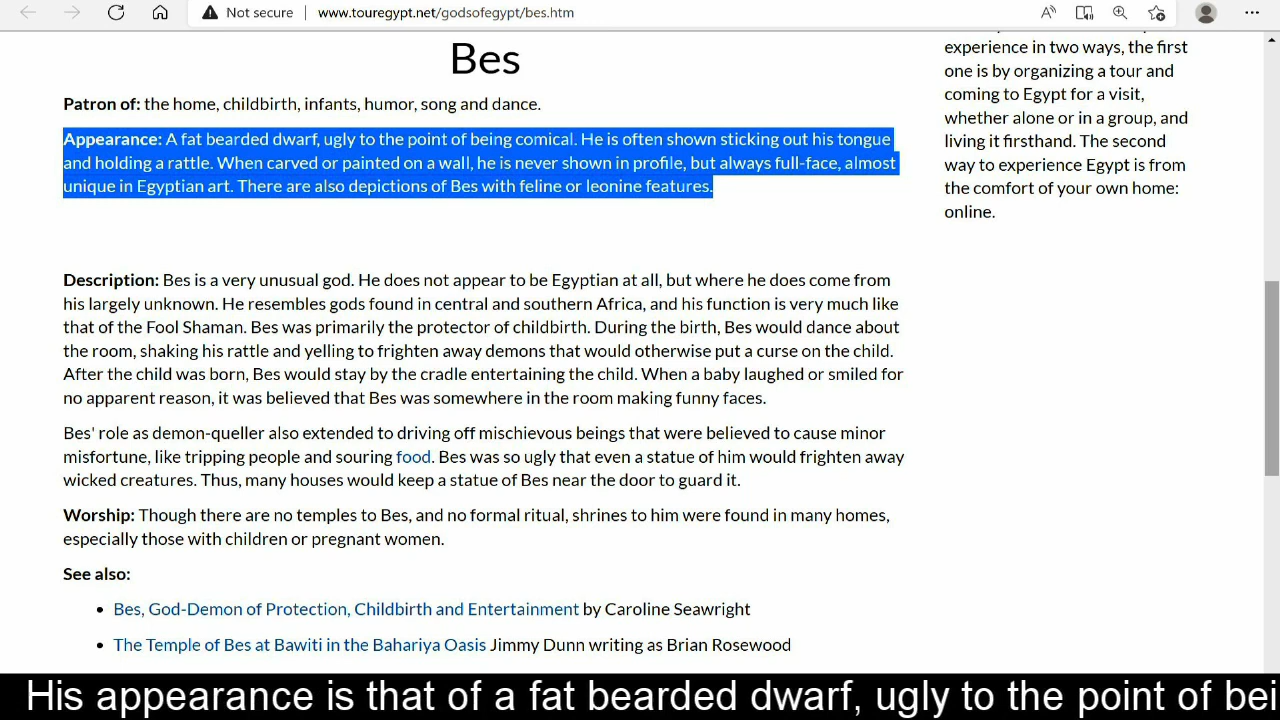 Not secure
www.touregypt.net/godsofegypt/bes.htm
Bes
Patron of: the home, childbirth, infants, humor, song and dance.
Appearance: A fat bearded dwarf, ugly to the point of being comical. He is often shown sticking out his tongue
and holding a rattle. When carved or painted on a wall, he is never shown in profile, but always full-face, almost
unique in Egyptian art. There are also depictions of Bes with feline or leonine features.
Description: Bes is a very unusual god. He does not appear to be Egyptian at all, but where he does come from
his largely unknown. He resembles gods found in central and southern Africa, and his function is very much like
that of the Fool Shaman. Bes was primarily the protector of childbirth. During the birth, Bes would dance about
the room, shaking his rattle and yelling to frighten away demons that would otherwise put a curse on the child.
After the child was born, Bes would stay by the cradle entertaining the child. When a baby laughed or smiled for
no apparent reason, it was believed that Bes was somewhere in the room making funny faces.
Bes' role as demon-queller also extended to driving off mischievous beings that were believed to cause minor
misfortune, like tripping people and souring food. Bes was so ugly that even a statue of him would frighten away
wicked creatures. Thus, many houses would keep a statue of Bes near the door to guard it.
Worship: Though there are no temples to Bes, and no formal ritual, shrines to him were found in many homes,
especially those with children or pregnant women.
See also:
• Bes, God-Demon of Protection, Childbirth and Entertainment by Caroline Seawright
• The Temple of Bes at Bawiti in the Bahariya Oasis Jimmy Dunn writing as Brian Rosewood
experience in two ways, the first
one is by organizing a tour and
coming to Egypt for a visit,
whether alone or in a group, and
living it firsthand. The second
way to experience Egypt is from
the comfort of your own home:
online.
His appearance is that of a fat bearded dwarf, ugly to the point of bei